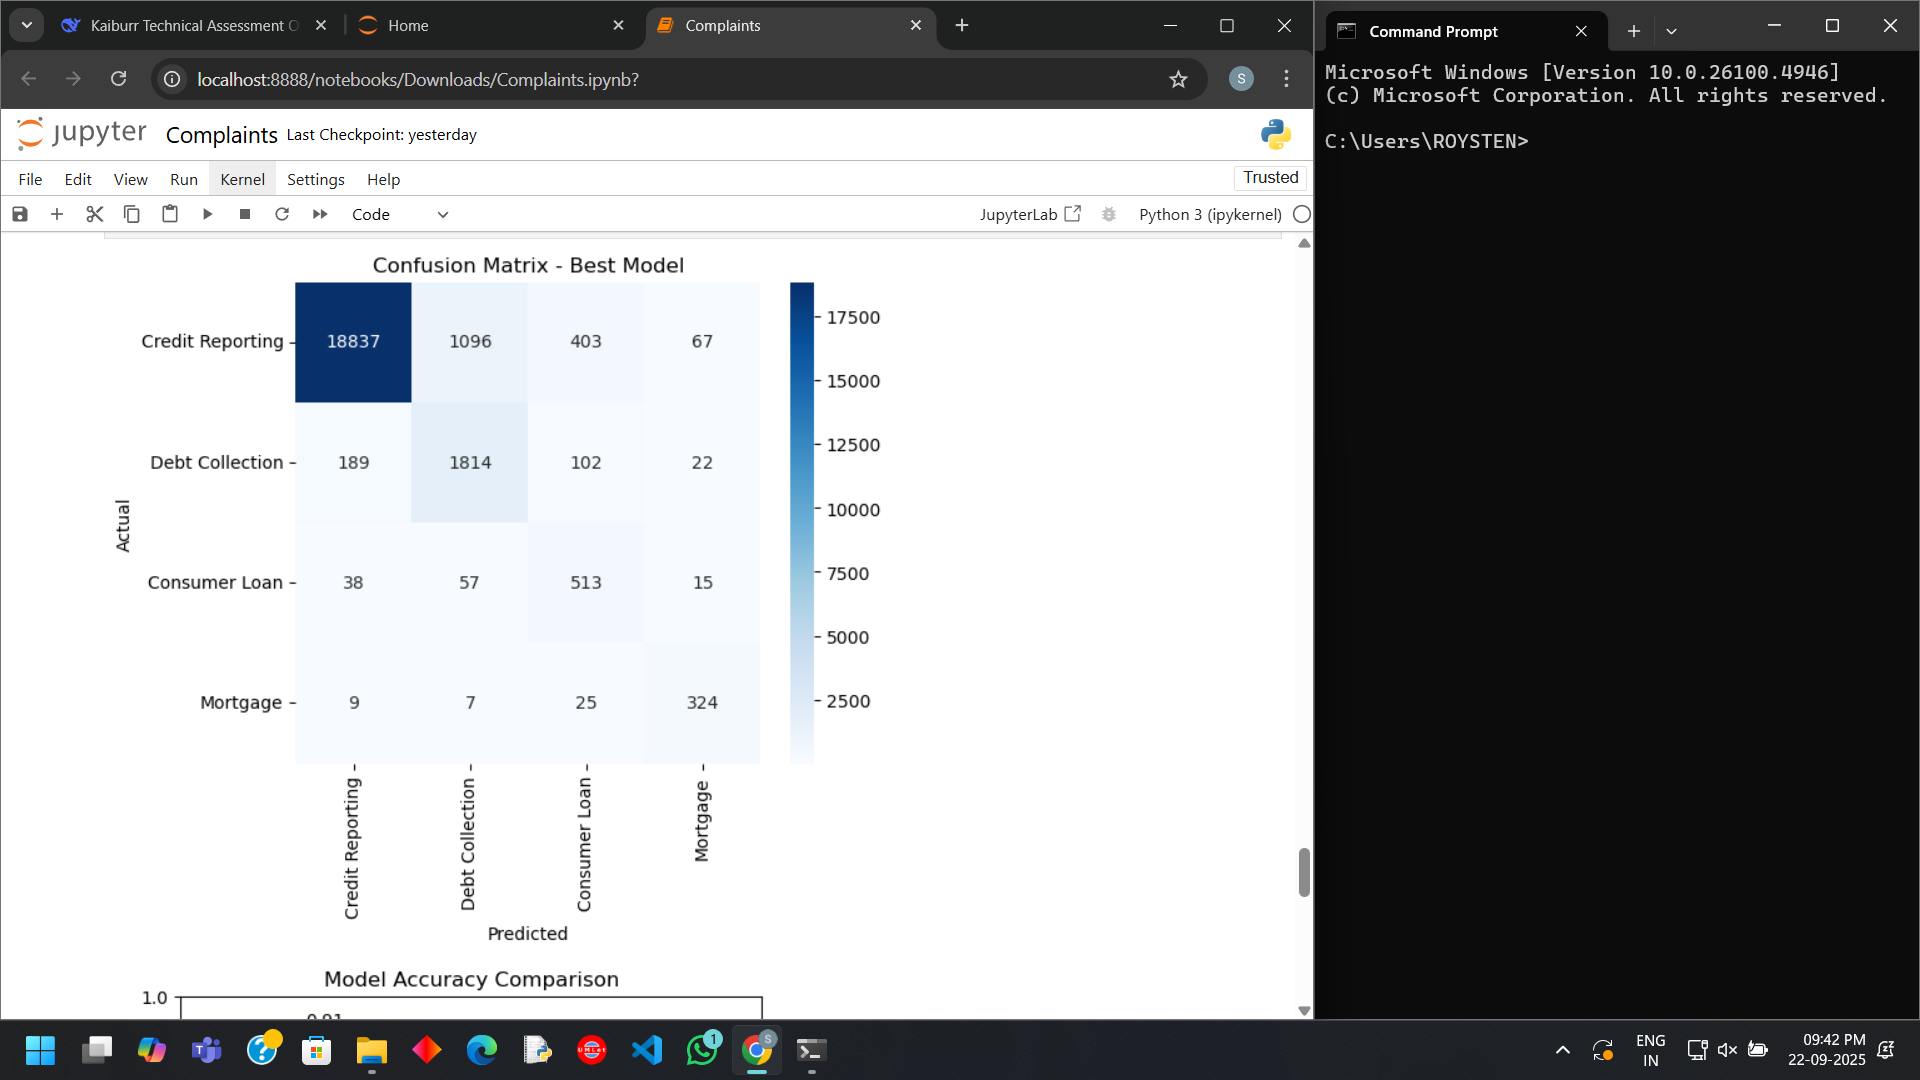 Kaiburr Technical Assessment O
Home
Complaints
localhost:8888/notebooks/Downloads/Complaints.ipynb?
S
jupyter
Complaints
Last Checkpoint: yesterday
File
Edit
View
Run
Kernel
Settings
Help
Trusted
Code
JupyterLab
Python 3 (ipykernel)
Confusion Matrix - Best Model
Credit Reporting
18837
1096
403
67
Debt Collection
189
1814
102
22
Consumer Loan
38
57
513
15
Mortgage
9
7
25
324
Actual
Credit Reporting
Debt Collection
Consumer Loan
Mortgage
Predicted
17500
15000
12500
10000
7500
5000
2500
Model Accuracy Comparison
1.0
0.91
Command Prompt
Microsoft Windows [Version 10.0.26100.4946]
(c) Microsoft Corporation. All rights reserved.
C:\Users\ROYSTEN>
UMLet
1
S
ENG
IN
09:42 PM
22-09-2025